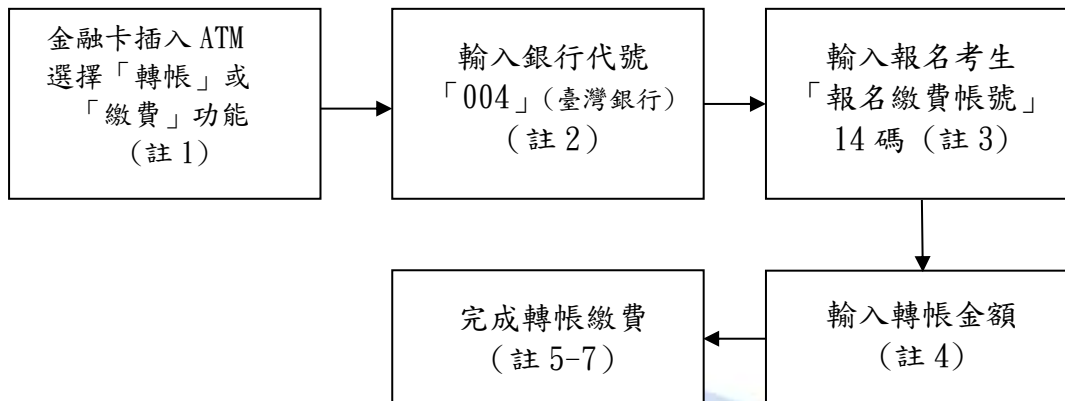 金融卡插入 ATM
選擇「轉帳」或
「繳費」功能
(註 1)
輸入銀行代號
「004」(臺灣銀行)
(註 2)
輸入報名考生
「報名繳費帳號」
14 碼 (註 3)
輸入轉帳金額
(註 4)
完成轉帳繳費
(註 5-7)